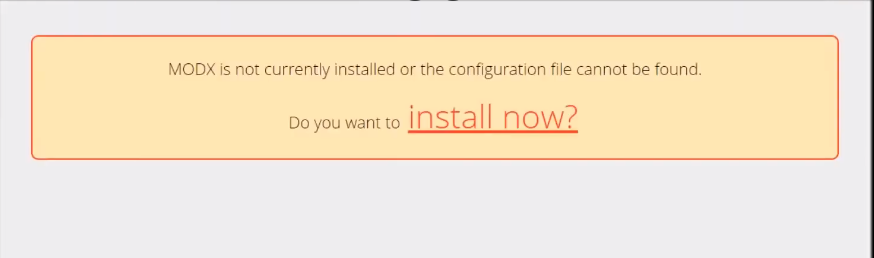 MODX is not currently installed or the configuration file cannot be found.
Do you want to install now?